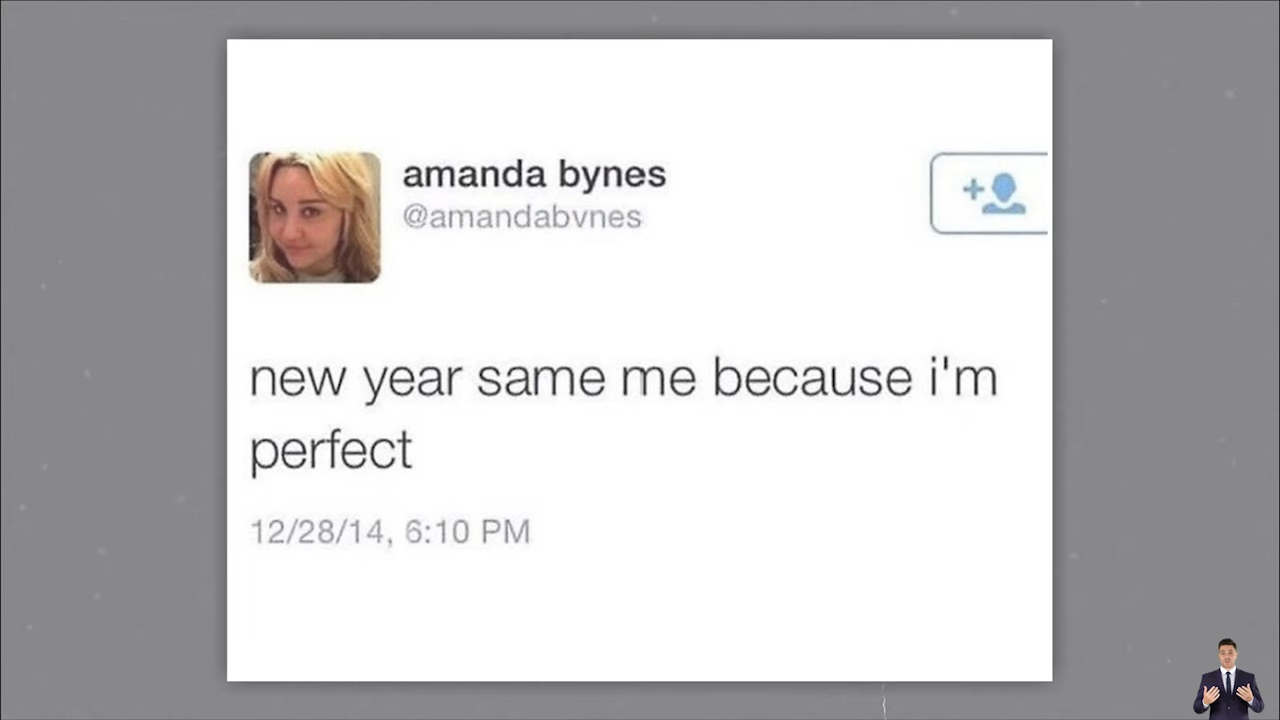 amanda bynes
@amandabvnes
new year same me because i'm
perfect
12/28/14, 6:10 PM